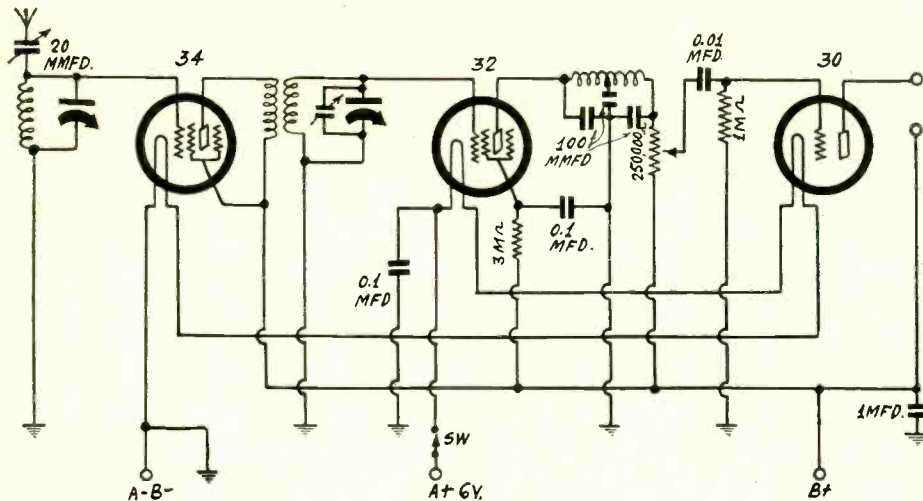 20
MMFD.
34
32
0.01
MFD.
30
100
MMFD
250000Ω
1MΩ
0.1
MFD.
3MΩ
0.1
MFD
1MFD.
SW
A-B-
A+ 6V.
B+